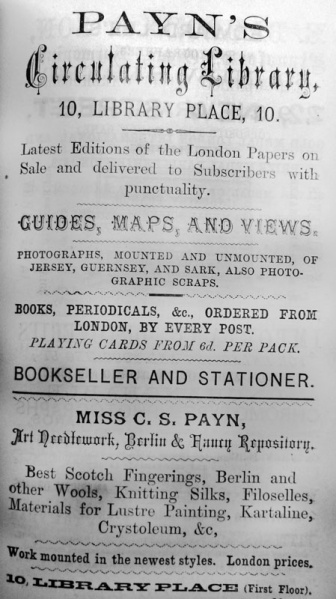 PAYN'S
Circulating Library,
10, LIBRARY PLACE, 10.
Latest Editions of the London Papers on
Sale and delivered to Subscribers with
punctuality.
GUIDES, MAPS, AND VIEWS.
PHOTOGRAPHS, MOUNTED AND UNMOUNTED, OF
JERSEY, GUERNSEY, AND SARK, ALSO PHOTO-
GRAPHIC SCRAPS.
BOOKS, PERIODICALS, &c., ORDERED FROM
LONDON, BY EVERY POST.
PLAYING CARDS FROM 6d. PER PACK.
BOOKSELLER AND STATIONER.
MISS C. S. PAYN,
Art Needlework, Berlin & Fancy Repository.
Best Scotch Fingerings, Berlin and
other Wools, Knitting Silks, Filoselles,
Materials for Lustre Painting, Kartaline,
Crystoleum, &c,
Work mounted in the newest styles. London prices.
10, LIBRARY PLACE (First Floor).